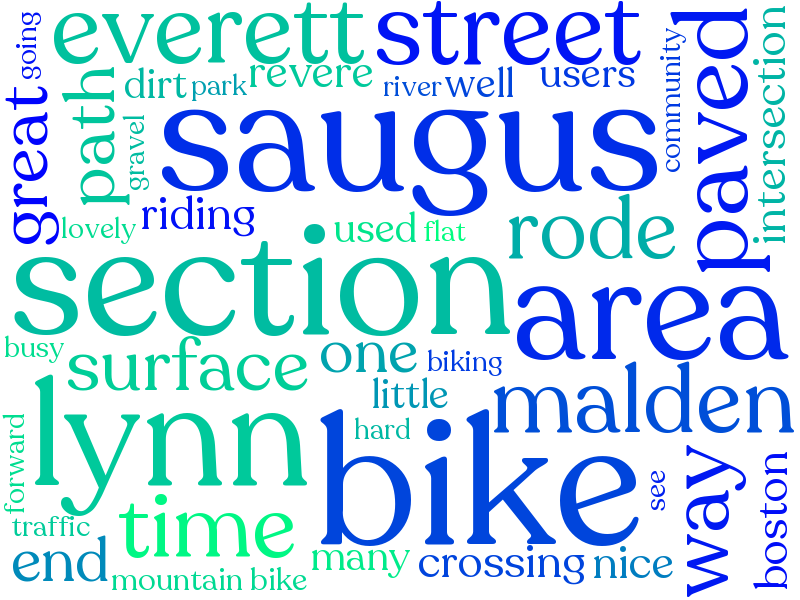 going
everett
street
paved
intersection
community
path
dirt
park
revere
river
well
users
great
gravel
saugus
lovely
riding
used
flat
rode
section
area
busy
surface
one
biking
little
malden
lynn
hard
bike
forward
time
traffic
many
crossing
nice
see
way
boston
end
mountain bike